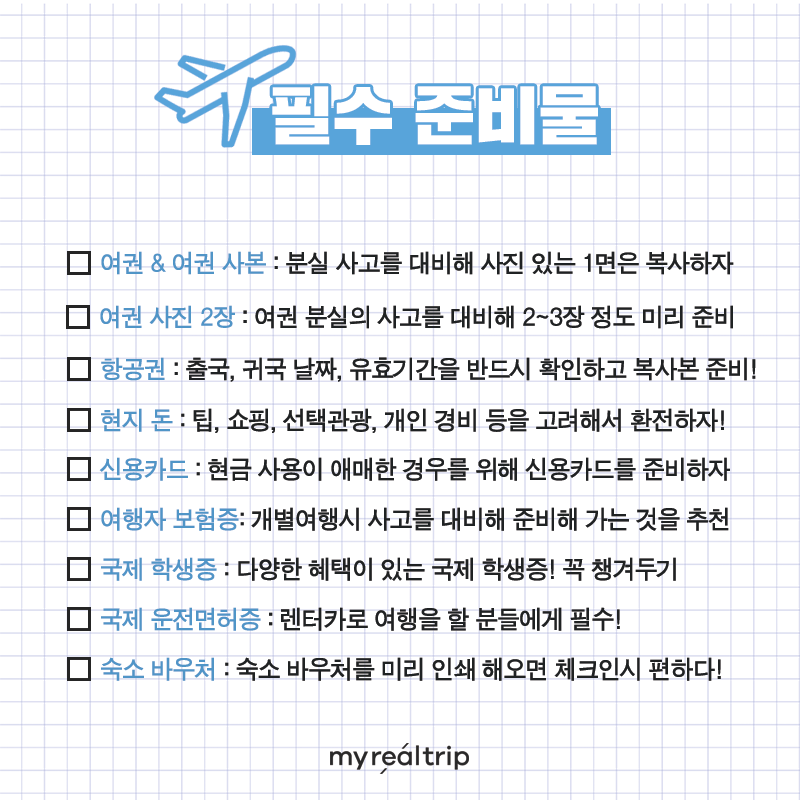 필수 준비물
여권 & 여권 사본 : 분실 사고를 대비해 사진 있는 1면은 복사하자
여권 사진 2장 : 여권 분실의 사고를 대비해 2~3장 정도 미리 준비
항공권 : 출국, 귀국 날짜, 유효기간을 반드시 확인하고 복사본 준비!
현지 돈 : 팁, 쇼핑, 선택관광, 개인 경비 등을 고려해서 환전하자!
신용카드 : 현금 사용이 애매한 경우를 위해 신용카드를 준비하자
여행자 보험증: 개별여행시 사고를 대비해 준비해 가는 것을 추천
국제 학생증 : 다양한 혜택이 있는 국제 학생증! 꼭 챙겨두기
국제 운전면허증 : 렌터카로 여행을 할 분들에게 필수!
숙소 바우처 : 숙소 바우처를 미리 인쇄 해오면 체크인시 편하다!
myrealtrip